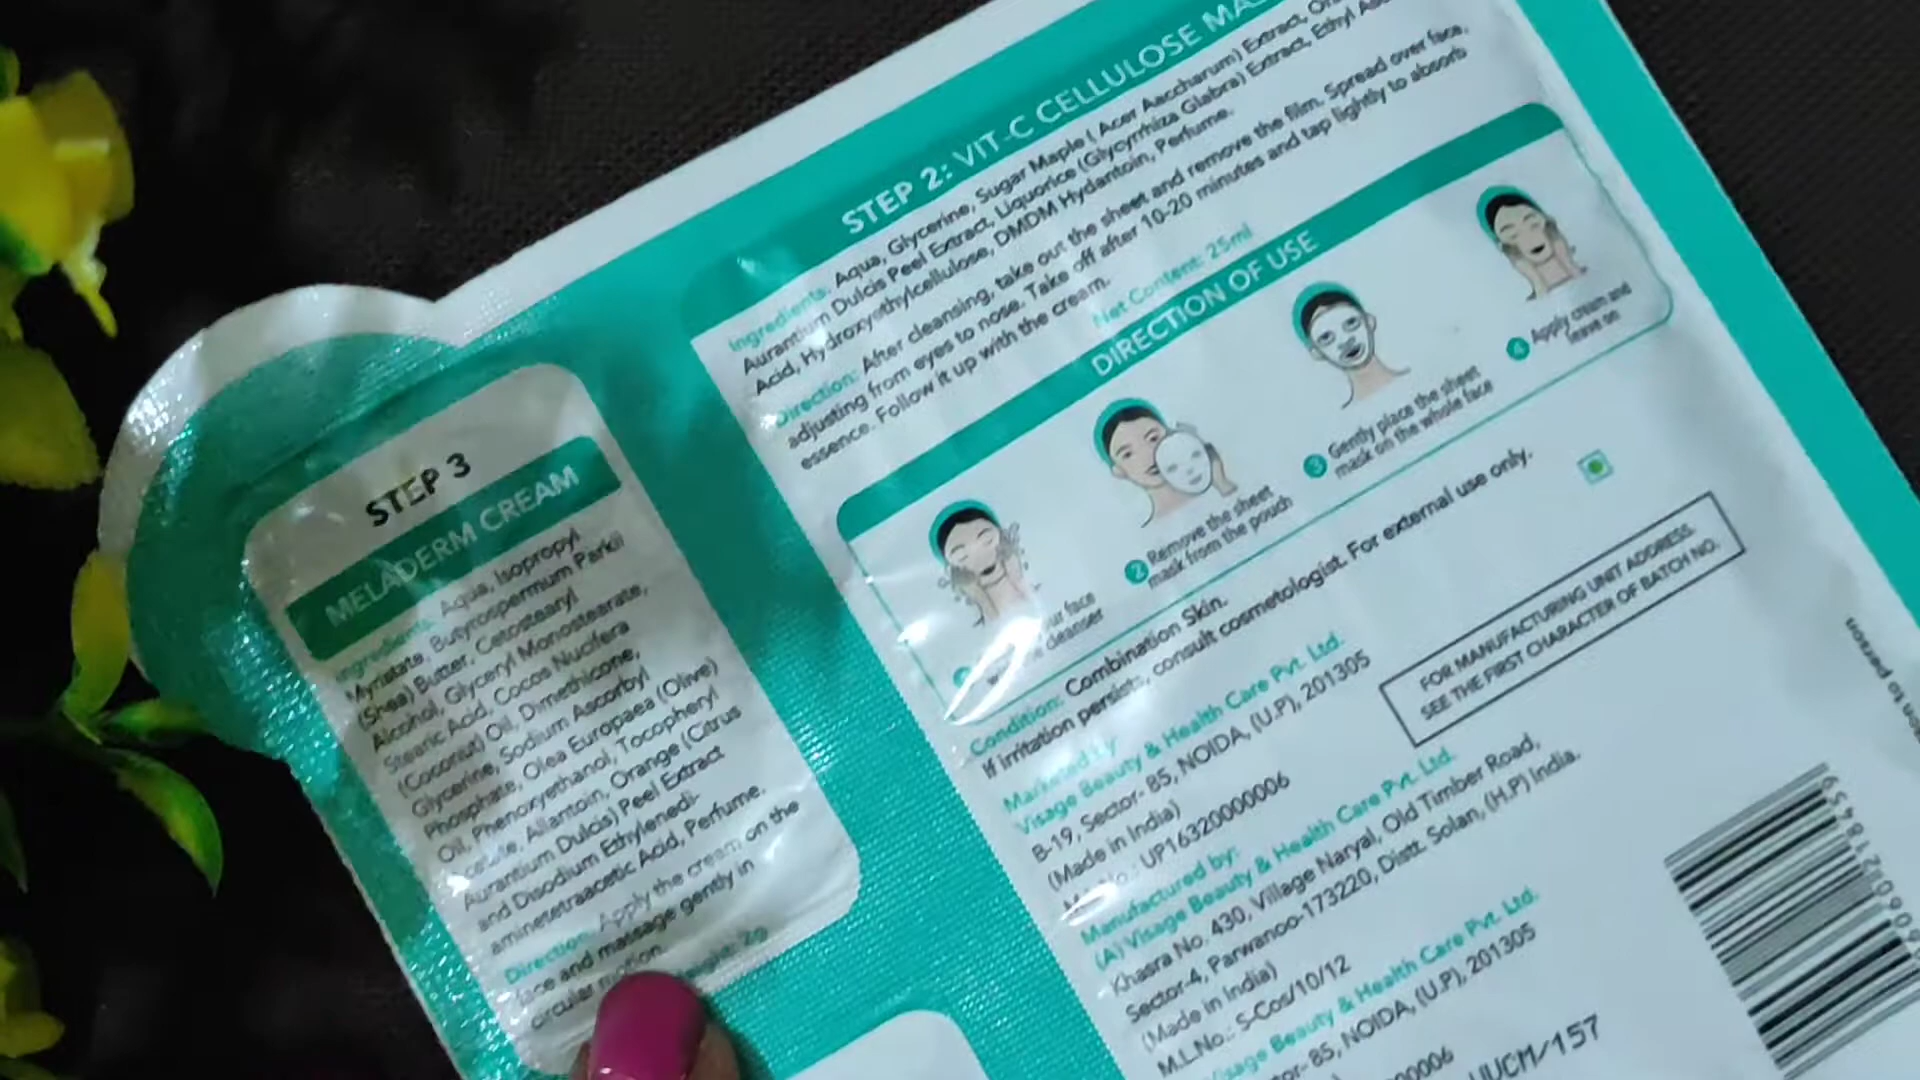 STEP 3
MELADERM CREAM
Ingredients: Aqua, Isopropyl
Myristate, Butyrospermum Parkii
(Shea) Butter, Cetostearyl
Alcohol, Glyceryl Monostearate,
Stearic Acid, Cocos Nucifera
(Coconut) Oil, Dimethicone,
Glycerine, Sodium Ascorbyl
Phosphate, Olea Europaea (Olive)
Oil, Phenoxyethanol, Tocopheryl
acetate, Allantoin, Orange (Citrus
Aurantium Dulcis) Peel Extract
and Disodium Ethylenedi-
aminetetraacetic Acid, Perfume.
Direction: Apply the cream on the
face and massage gently in
circular motion.
2g
STEP 2: VIT-C CELLULOSE
Ingredients: Aqua, Glycerine, Sugar Maple ( Acer Aaccharum) Extract,
Aurantium Dulcis Peel Extract, Liquorice (Glycyrrhiza Glabra) Extract, Ethyl
Acid, Hydroxyethylcellulose, DMDM Hydantoin, Perfume.
Direction: After cleansing, take out the sheet and remove the film. Spread over face,
adjusting from eyes to nose. Take off after 10-20 minutes and tap lightly to absorb
essence. Follow it up with the cream.
Net Content: 25ml
DIRECTION OF USE
ur face
cleanser
2 Remove the sheet
mask from the pouch
3 Gently place the sheet
mask on the whole face
4 Apply cream and
leave on
Condition: Combination Skin.
If irritation persists, consult cosmetologist. For external use only.
Marketed by
Visage Beauty & Health Care Pvt. Ltd.
B-19, Sector- 85, NOIDA, (U.P), 201305
(Made in India)
UP16320000006
FOR MANUFACTURING UNIT ADDRESS
SEE THE FIRST CHARACTER OF BATCH NO.
Manufactured by:
(A) Visage Beauty & Health Care Pvt. Ltd.
Khasra No. 430, Village Naryal, Old Timber Road,
Sector-4, Parwanoo-173220, Distt. Solan, (H.P) India.
(Made in India)
M.L.No.: S-Cos/10/12
Visage Beauty & Health Care Pvt. Ltd.
85, NOIDA, (U.P), 201305
n to person